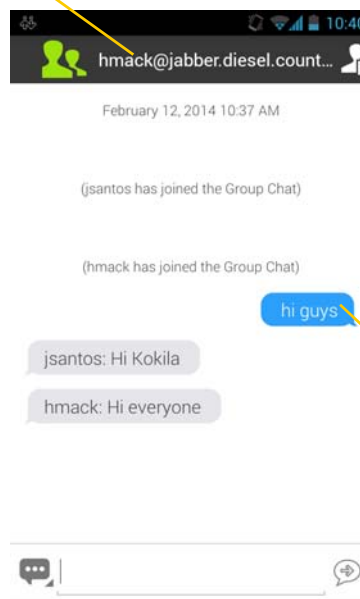 10:40
hmack@jabber.diesel.count...
February 12, 2014 10:37 AM
(jsantos has joined the Group Chat)
(hmack has joined the Group Chat)
hi guys
jsantos: Hi Kokila
hmack: Hi everyone